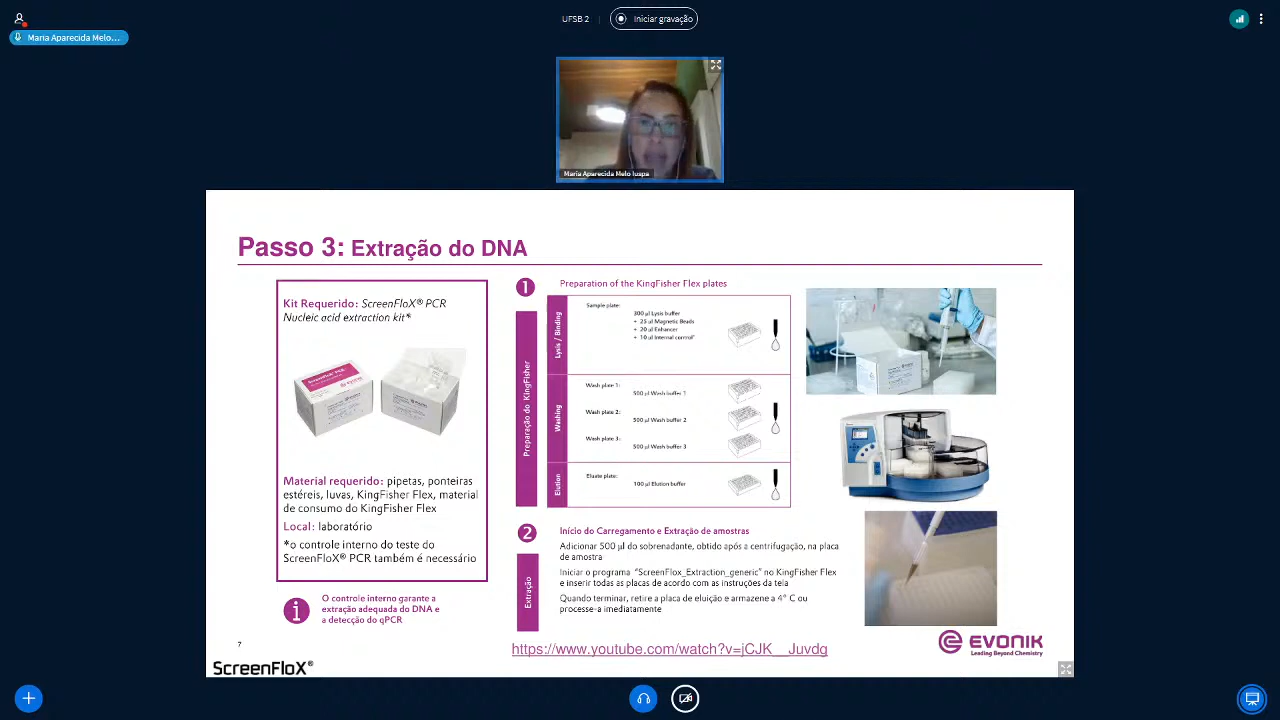 UFSB 2
Iniciar gravação
Maria Aparecida Melo...
Maria Aparecida Melo Iuspa
Passo 3: Extração do DNA
Kit Requerido: ScreenFloX® PCR
Nucleic acid extraction kit*
ScreenFloX® PCR
EVONIK
Material requerido: pipetas, ponteiras
estéreis, luvas, KingFisher Flex, material
de consumo do KingFisher Flex
Local: laboratório
*o controle interno do teste do
ScreenFloX® PCR também é necessário
O controle interno garante a
extração adequada do DNA e
a detecção do qPCR
1
Preparation of the KingFisher Flex plates
Preparação do KingFisher
Lysis / Binding
Sample plate:
300 µl Lysis buffer
+ 25 µl Magnetic Beads
+ 20 µl Enhancer
+ 10 µl Internal control*
Washing
Wash plate 1:
500 µl Wash buffer 1
Wash plate 2:
500 µl Wash buffer 2
Wash plate 3:
500 µl Wash buffer 3
Elution
Eluate plate:
100 µl Elution buffer
2
Início do Carregamento e Extração de amostras
Extração
Adicionar 500 µl do sobrenadante, obtido após a centrifugação, na placa
de amostra
Iniciar o programa “ScreenFlox_Extraction_generic” no KingFisher Flex
e inserir todas as placas de acordo com as instruções da tela
Quando terminar, retire a placa de eluição e armazene a 4° C ou
processe-a imediatamente
7
https://www.youtube.com/watch?v=jCJK__Juvdg
ScreenFloX®
EVONIK
Leading Beyond Chemistry